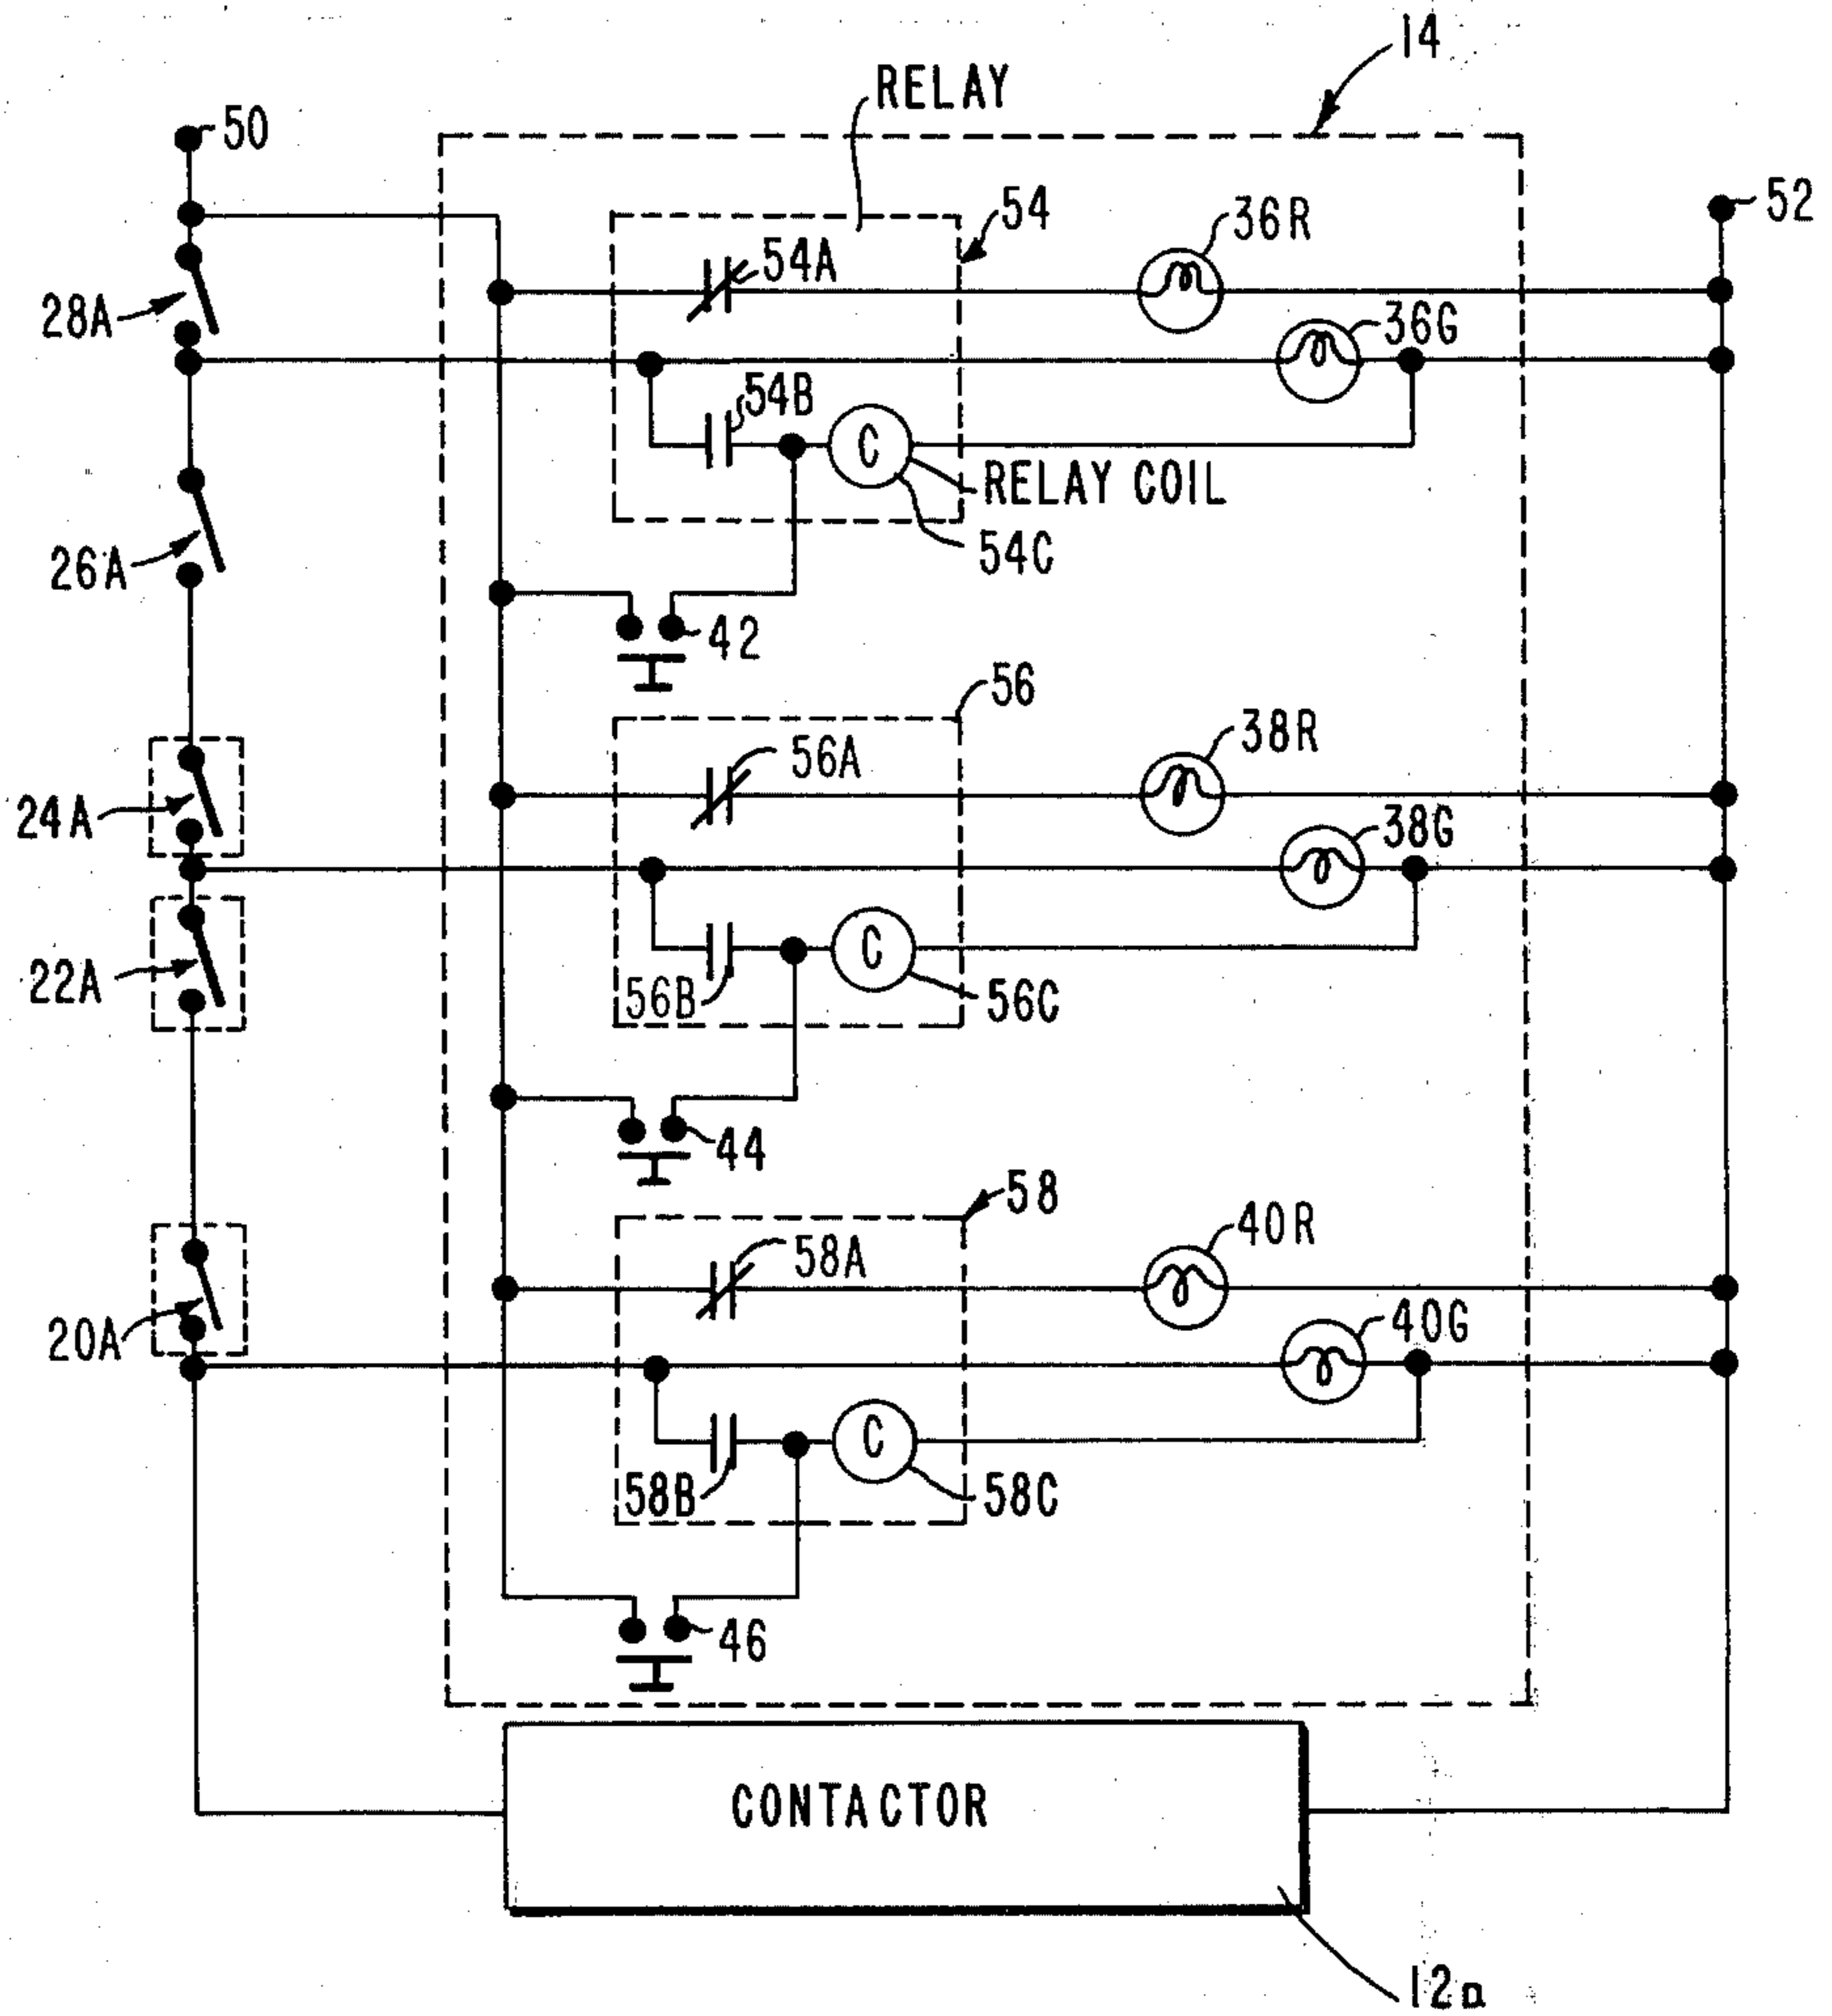 14
RELAY
50
54
36R
52
54A
28A
36G
54B
RELAY COIL
26A
54C
42
56
38R
56A
24A
38G
22A
56B
56C
44
58
40R
58A
20A
40G
58B
58C
46
CONTACTOR
12a